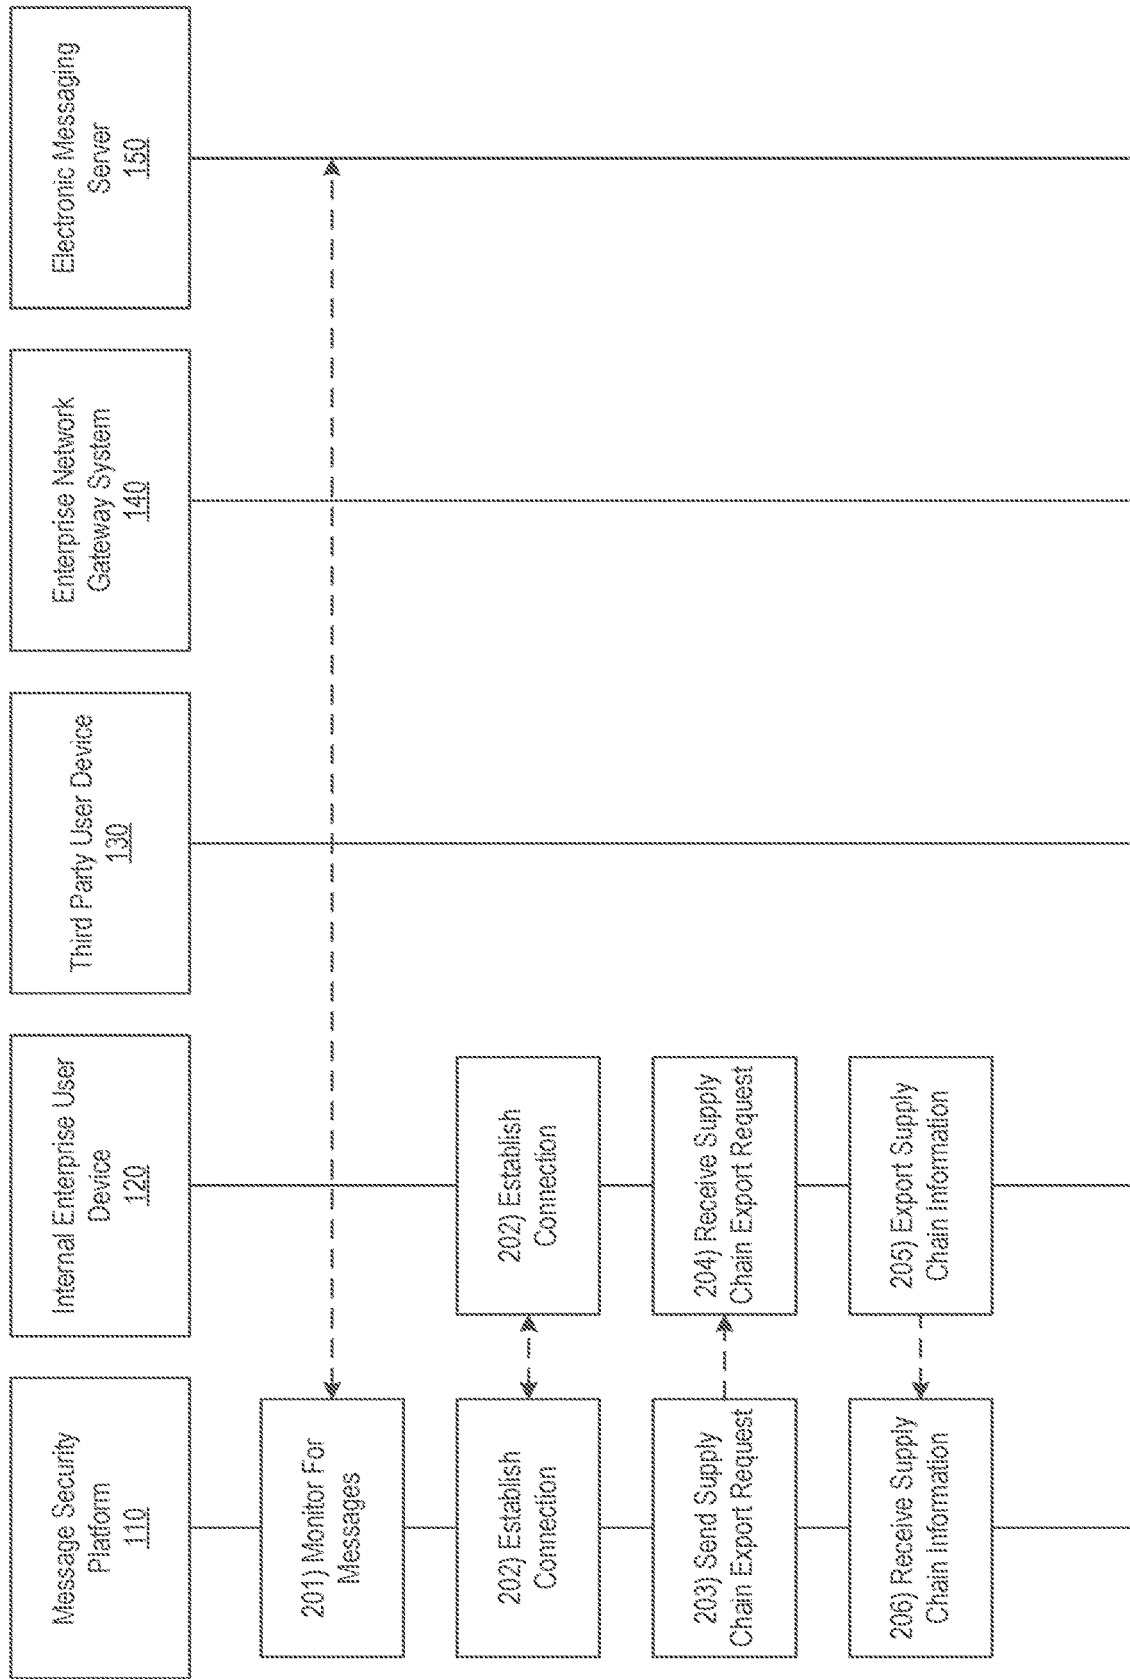 Message Security
Platform
110
Internal Enterprise User
Device
120
Third Party User Device
130
Enterprise Network
Gateway System
140
Electronic Messaging
Server
150
201) Monitor For
Messages
202) Establish
Connection
202) Establish
Connection
203) Send Supply
Chain Export Request
204) Receive Supply
Chain Export Request
206) Receive Supply
Chain Information
205) Export Supply
Chain Information